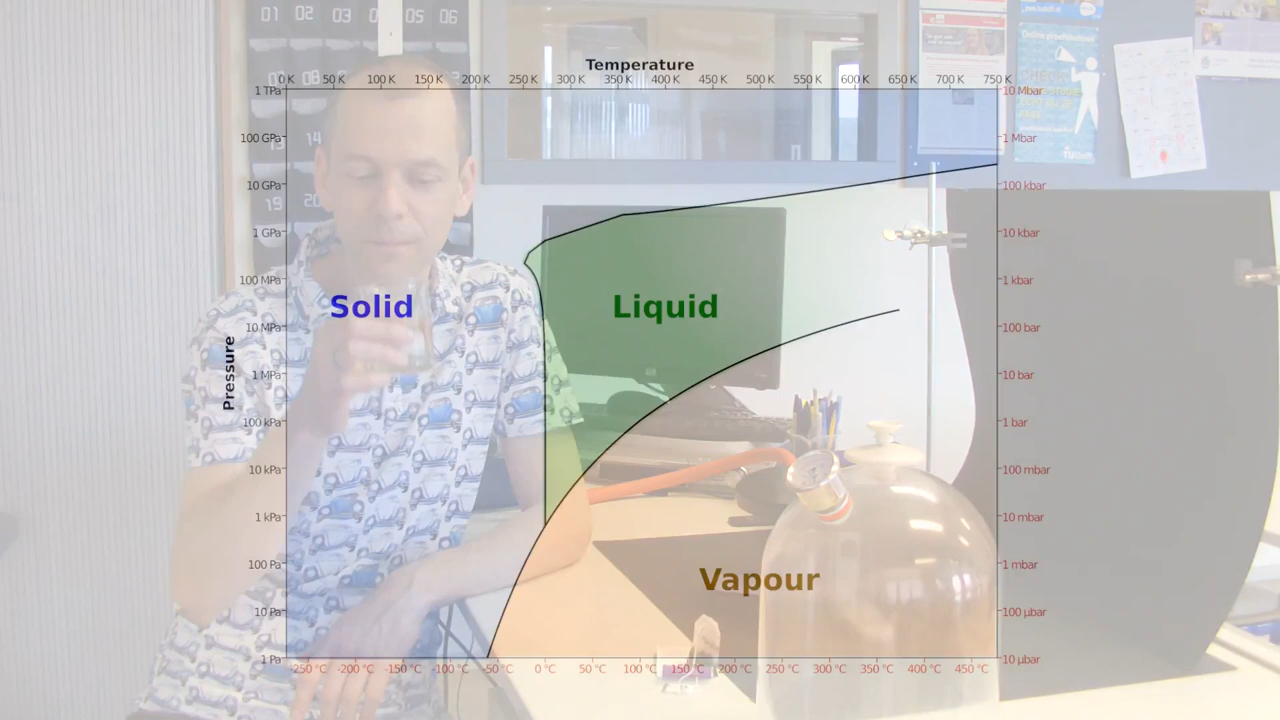 01 02 03 05 06
Temperature
0 K 50 K 100 K 150 K 200 K 250 K 300 K 350 K 400 K 450 K 500 K 550 K 600 K 650 K 700 K 750 K
1 TPa 10 Mbar
100 GPa 1 Mbar
14
10 GPa 100 kbar
19 20
1 GPa 10 kbar
100 MPa 1 kbar
Solid Liquid
10 MPa 100 bar
Pressure
1 MPa 10 bar
100 kPa 1 bar
10 kPa 100 mbar
1 kPa 10 mbar
100 Pa 1 mbar
Vapour
10 Pa 100 µbar
1 Pa 10 µbar
-250 °C -200 °C -150 °C -100 °C -50 °C 0 °C 50 °C 100 °C 150 °C 200 °C 250 °C 300 °C 350 °C 400 °C 450 °C